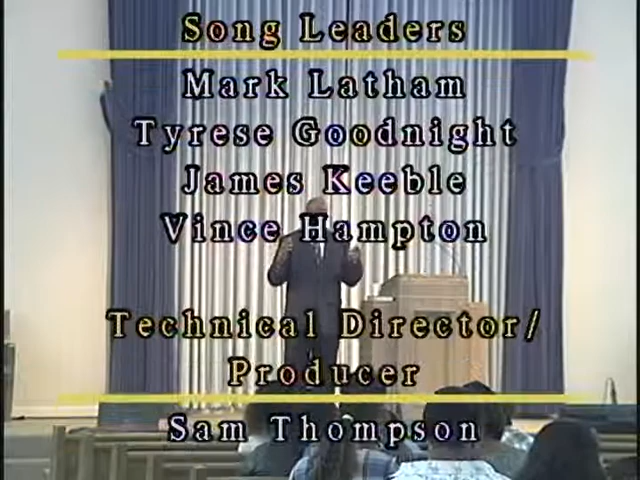 Song Leaders
Mark Latham
Tyrese Goodnight
James Keeble
Vince Hampton
Technical Director/
Producer
Sam Thompson